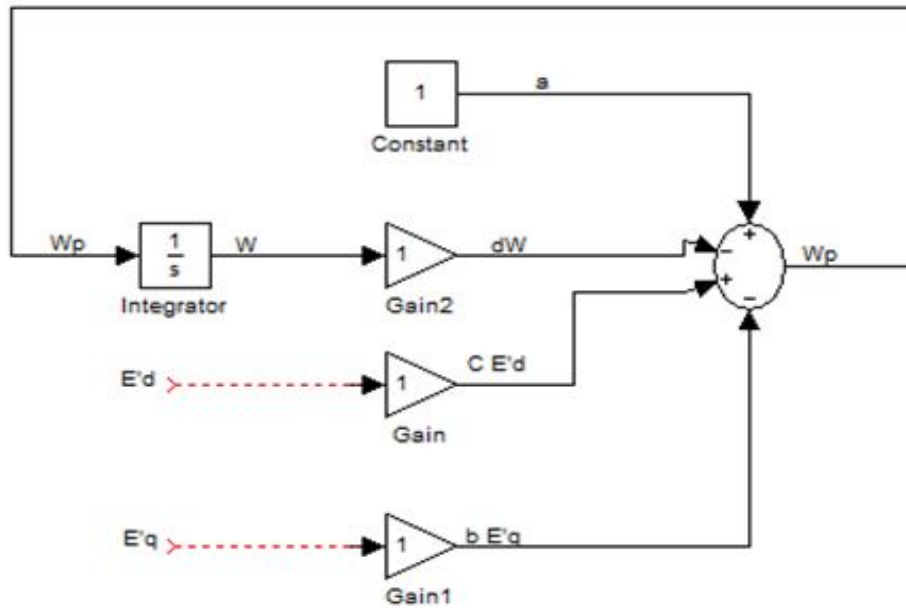 1
a
Constant
Wp
1
s
W
Integrator
1
dW
Gain2
+
−
+
−
Wp
E'd
1
C E'd
Gain
E'q
1
b E'q
Gain1